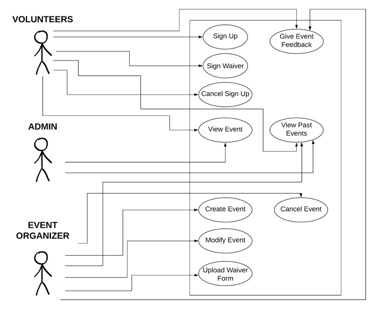 VOLUNTEERS
Sign Up
Give Event
Feedback
Sign Waiver
Cancel Sign Up
ADMIN
View Event
View Past
Events
EVENT
ORGANIZER
Create Event
Cancel Event
Modify Event
Upload Waiver
Form